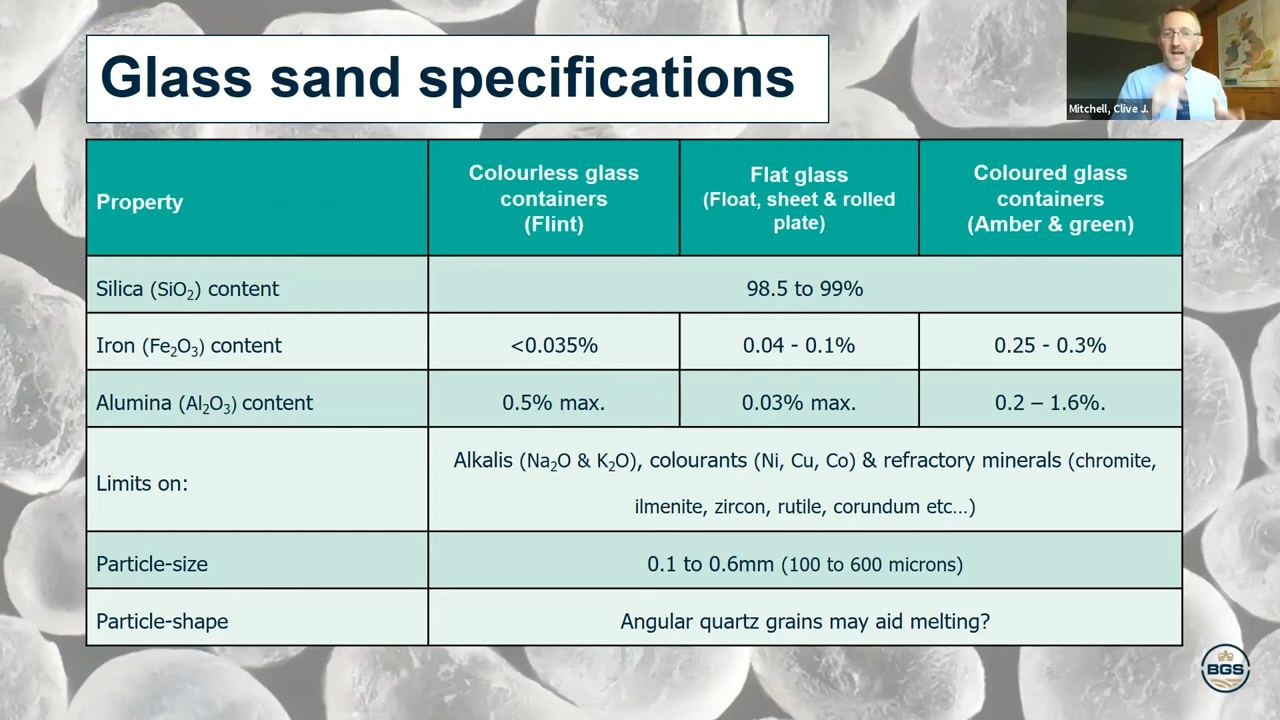 Glass sand specifications
Mitchell, Clive J.
Property
Colourless glass
containers
(Flint)
Flat glass
(Float, sheet & rolled
plate)
Coloured glass
containers
(Amber & green)
Silica (SiO₂) content
98.5 to 99%
Iron (Fe₂O₃) content
<0.035%
0.04 - 0.1%
0.25 - 0.3%
Alumina (Al₂O₃) content
0.5% max.
0.03% max.
0.2 – 1.6%.
Limits on:
Alkalis (Na₂O & K₂O), colourants (Ni, Cu, Co) & refractory minerals (chromite,
ilmenite, zircon, rutile, corundum etc…)
Particle-size
0.1 to 0.6mm (100 to 600 microns)
Particle-shape
Angular quartz grains may aid melting?
BGS